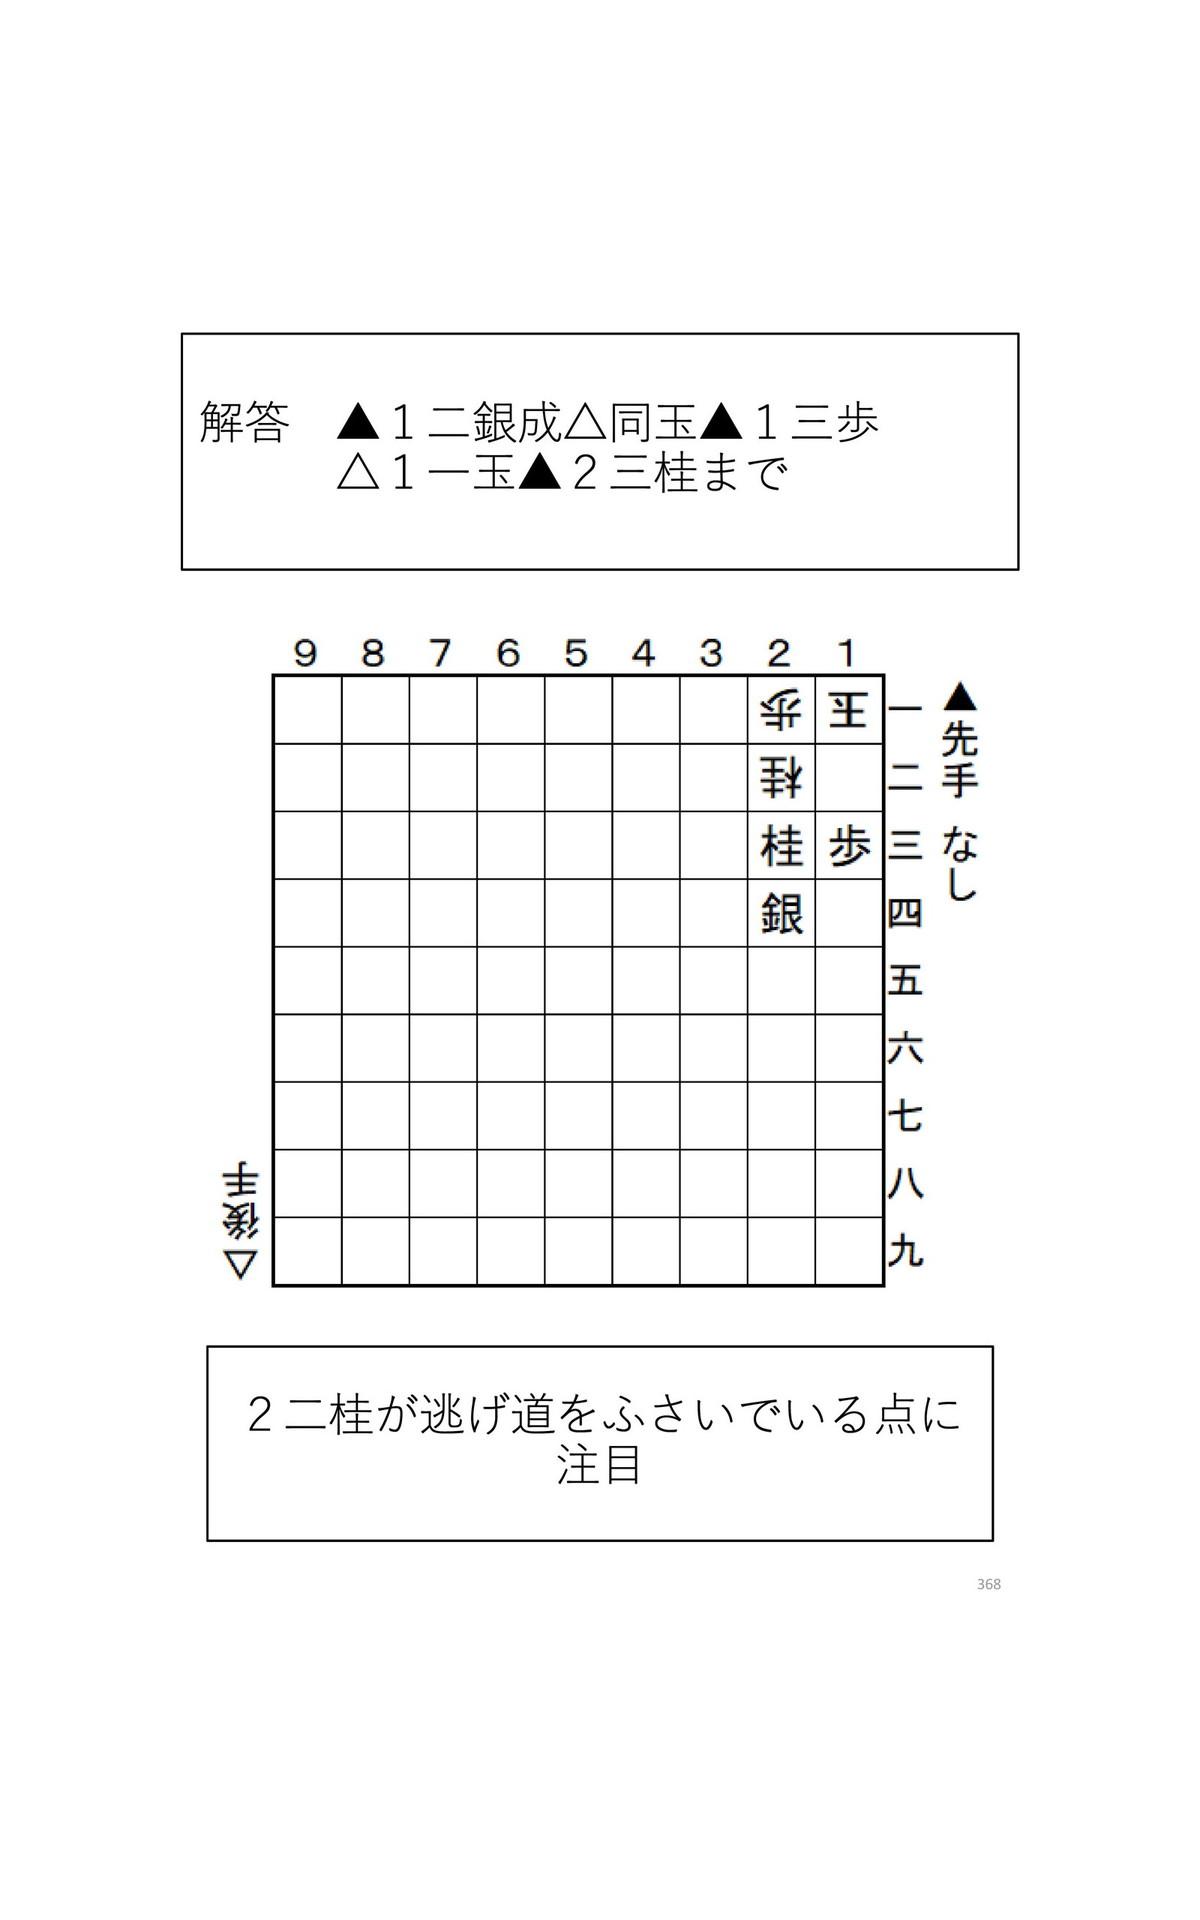 解答　▲１二銀成△同玉▲１三歩
△１一玉▲２三桂まで
9 8 7 6 5 4 3 2 1
歩 王 一
桂 二
桂 歩 三
銀 四
五
六
七
八
九
▲先手 なし
△後手
２二桂が逃げ道をふさいでいる点に
注目
368